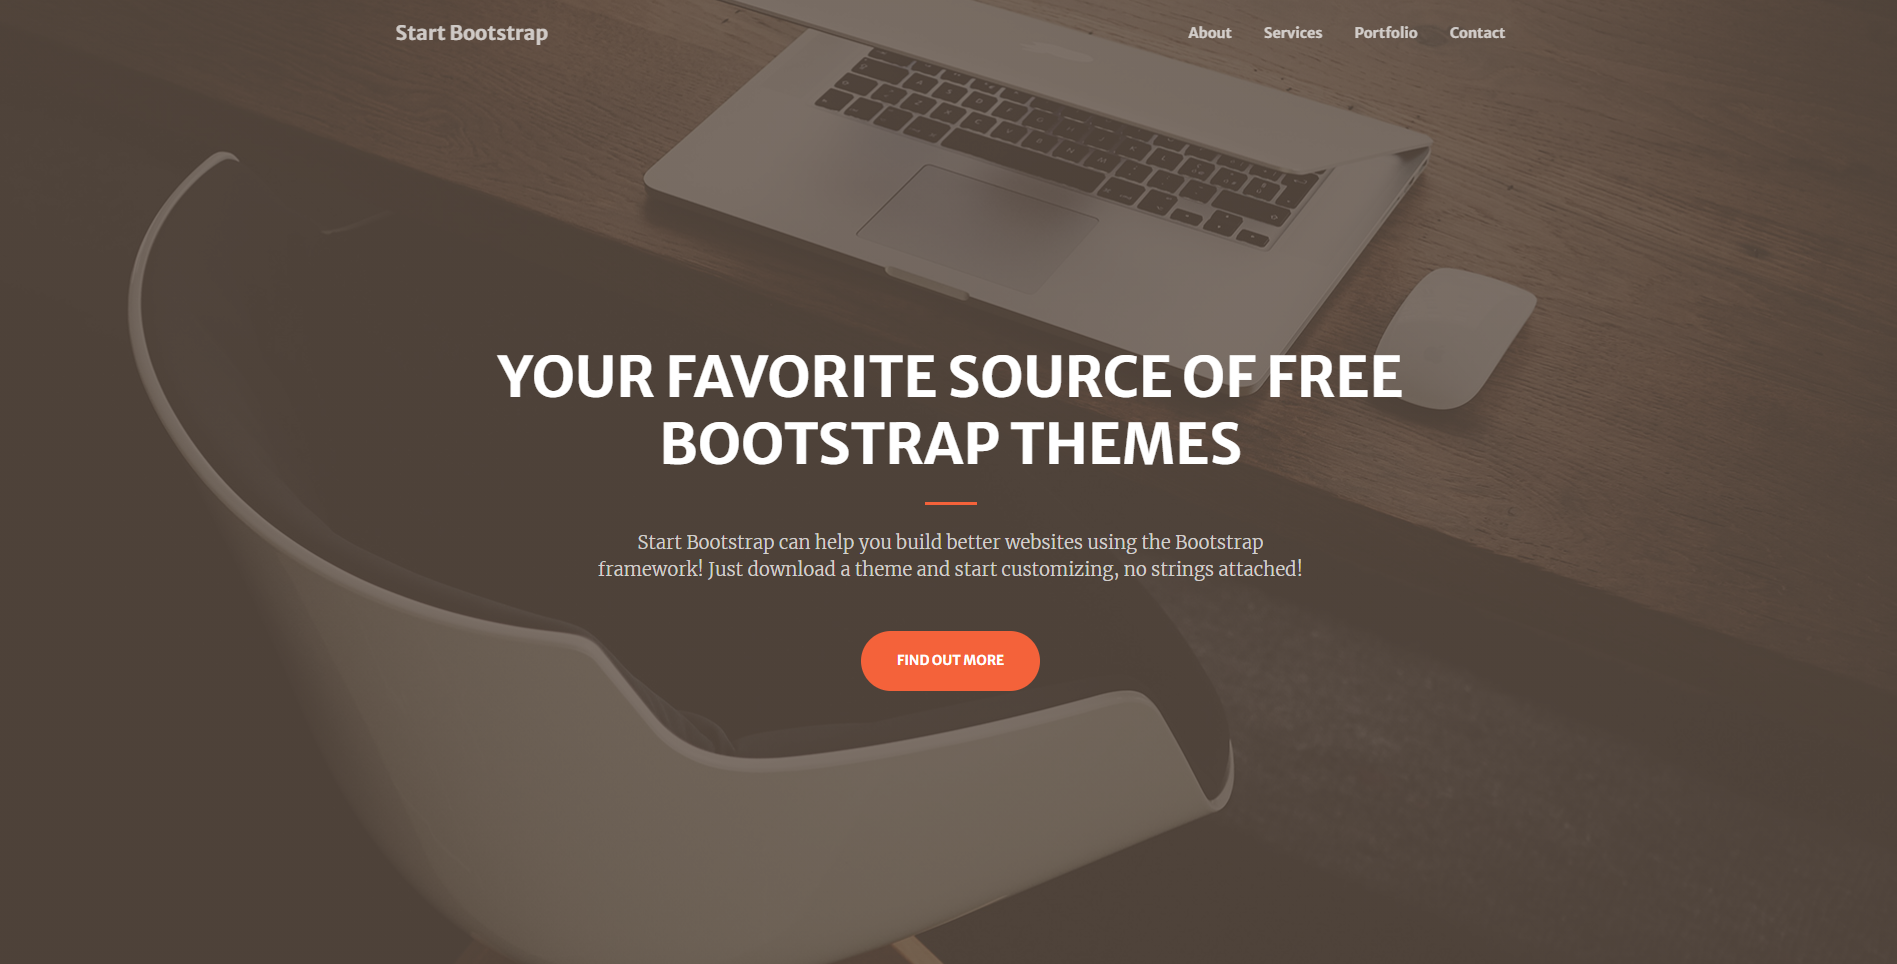 Start Bootstrap
About Services Portfolio Contact
YOUR FAVORITE SOURCE OF FREE
BOOTSTRAP THEMES
Start Bootstrap can help you build better websites using the Bootstrap
framework! Just download a theme and start customizing, no strings attached!
FIND OUT MORE